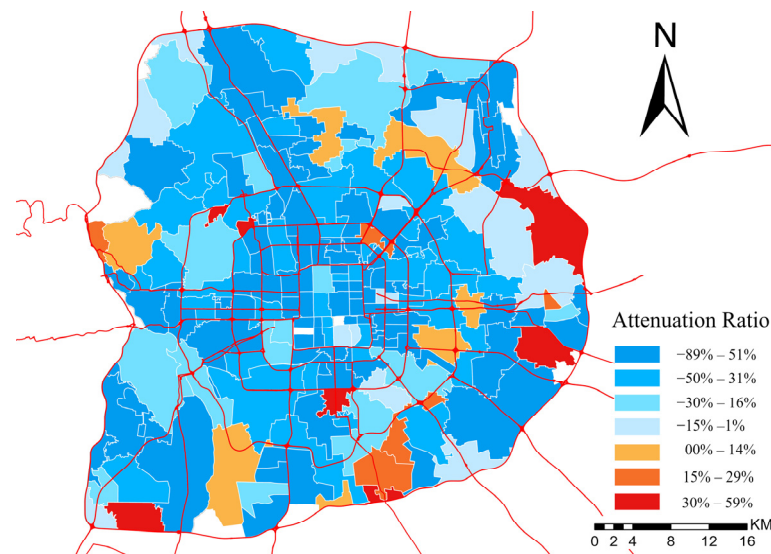 N
Attenuation Ratio
−89% – 51%
−50% – 31%
−30% – 16%
−15% –1%
00% – 14%
15% – 29%
30% – 59%
KM
0 2 4 8 12 16